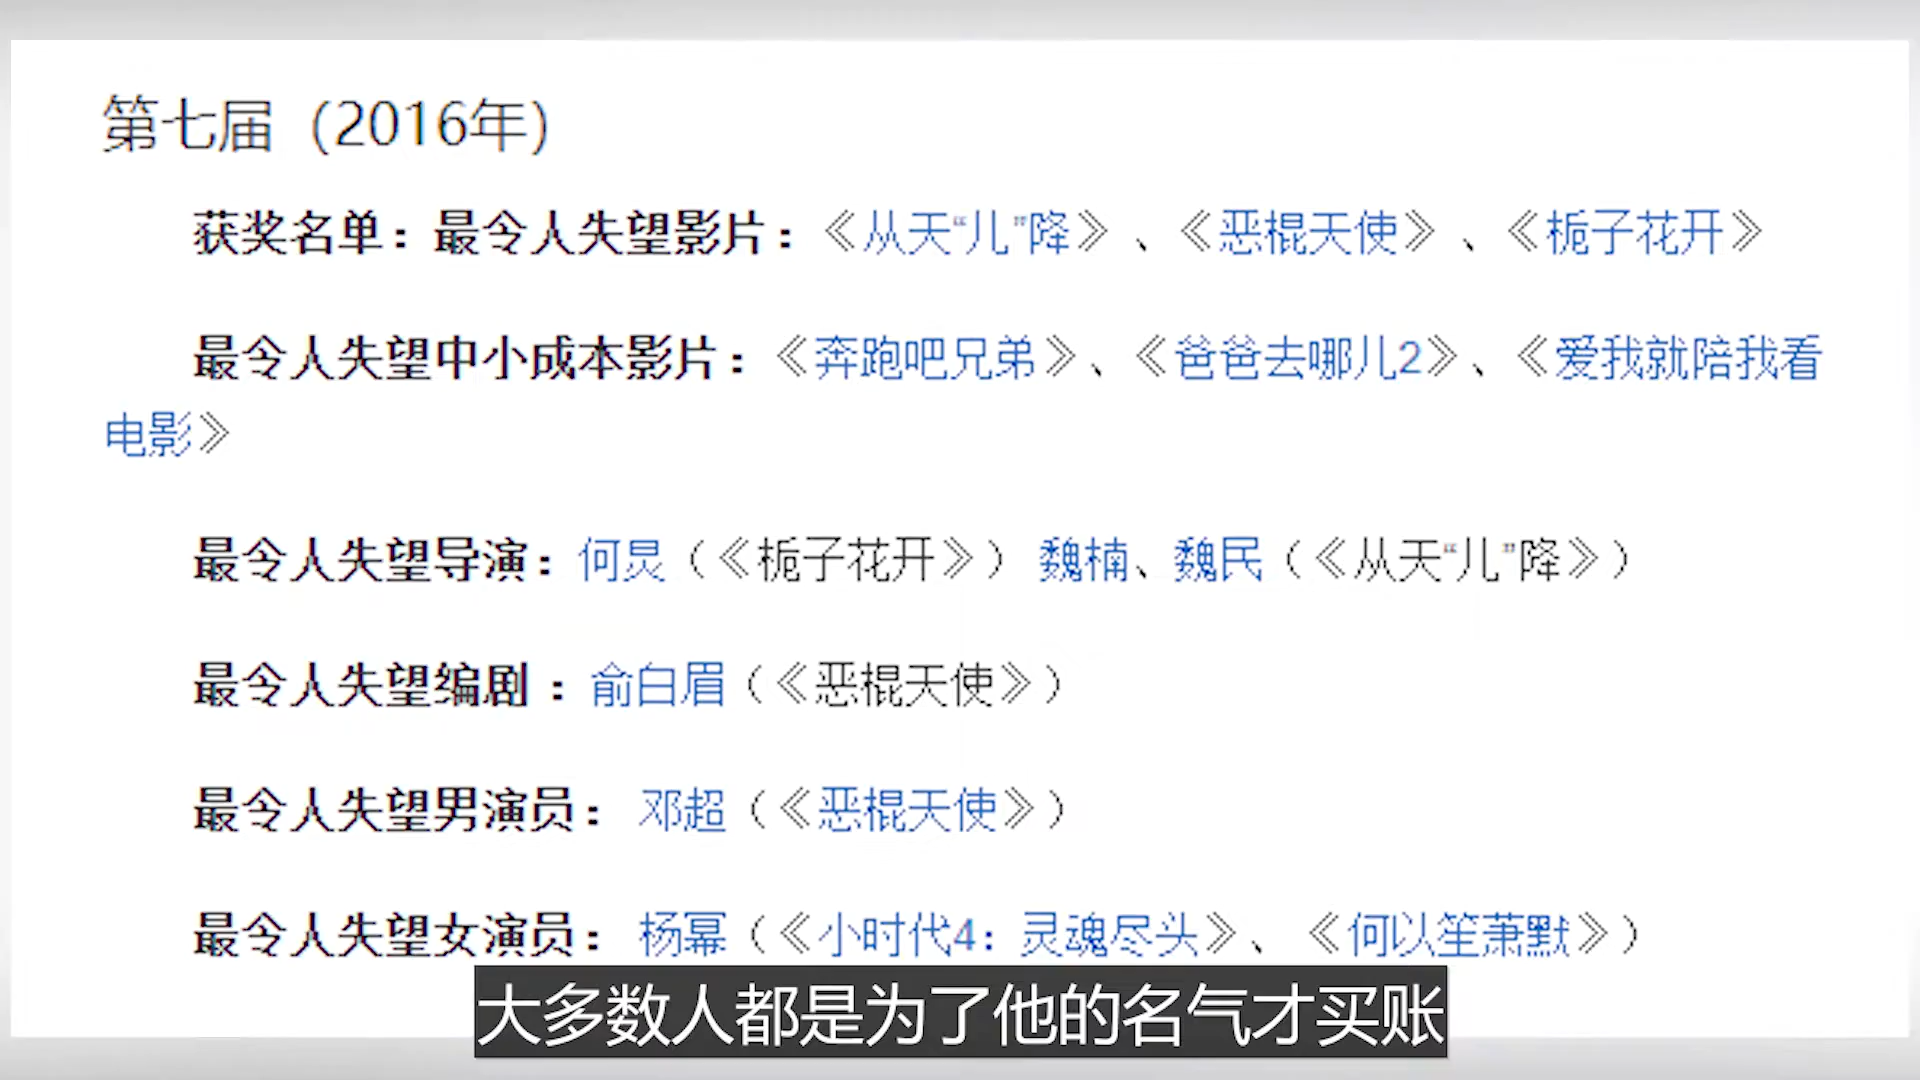 第七届（2016年）
获奖名单：最令人失望影片：《从天“儿”降》、《恶棍天使》、《栀子花开》
最令人失望中小成本影片：《奔跑吧兄弟》、《爸爸去哪儿2》、《爱我就陪我看
电影》
最令人失望导演：何炅（《栀子花开》）魏楠、魏民（《从天“儿”降》）
最令人失望编剧：俞白眉（《恶棍天使》）
最令人失望男演员：邓超（《恶棍天使》）
最令人失望女演员：杨幂（《小时代4：灵魂尽头》、《何以笙萧默》）
大多数人都是为了他的名气才买账